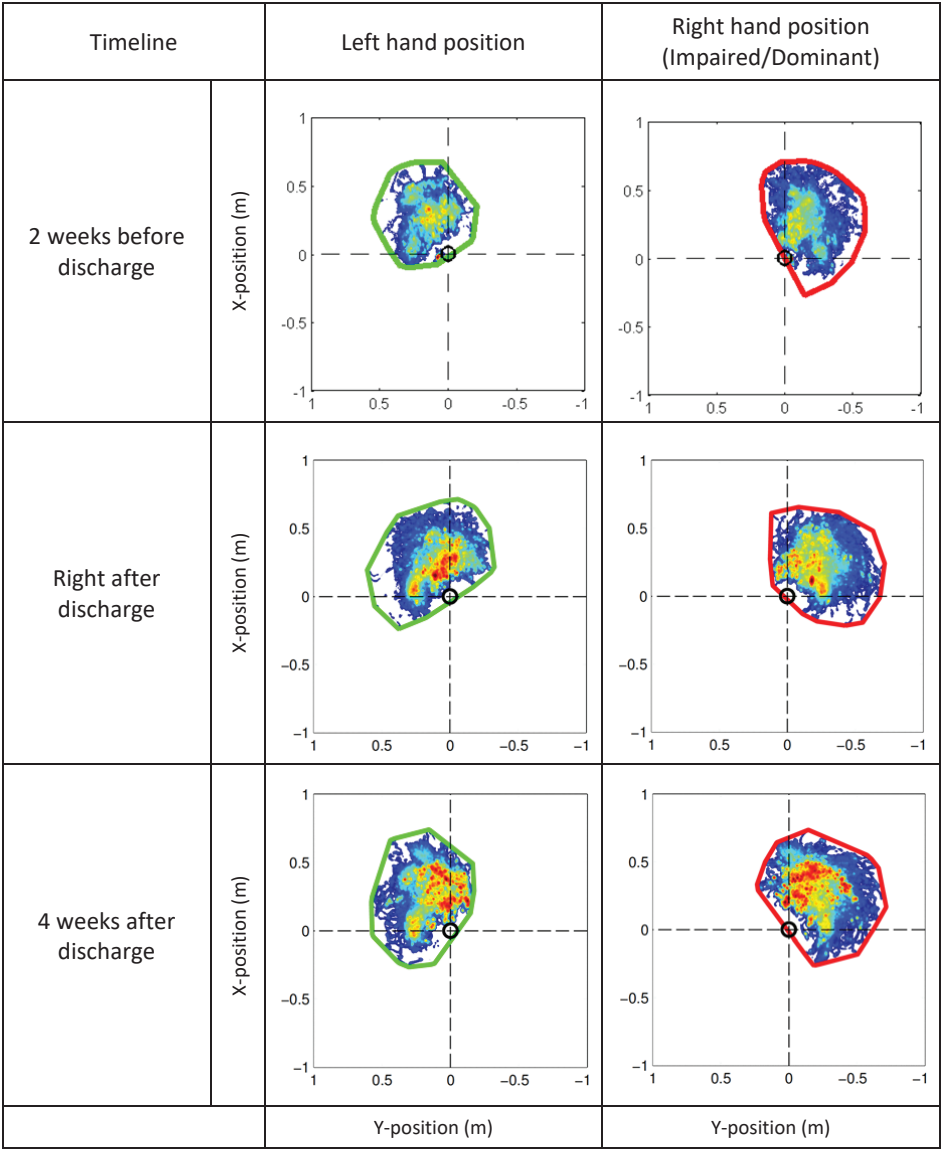 Timeline
Left hand position
Right hand position
(Impaired/Dominant)
2 weeks before
discharge
X-position (m)
1
0.5
0
-0.5
-1
1 0.5 0 -0.5 -1
1
0.5
0
-0.5
-1
1 0.5 0 -0.5 -1
Right after
discharge
X-position (m)
1
0.5
0
−0.5
−1
1 0.5 0 −0.5 −1
1
0.5
0
−0.5
−1
1 0.5 0 −0.5 −1
4 weeks after
discharge
X-position (m)
1
0.5
0
−0.5
−1
1 0.5 0 −0.5 −1
1
0.5
0
−0.5
−1
1 0.5 0 −0.5 −1
Y-position (m)
Y-position (m)